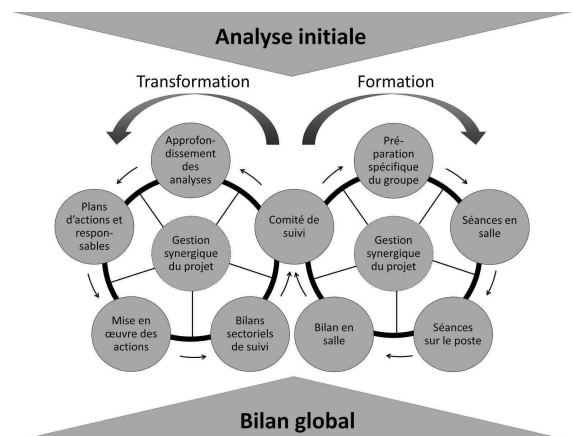 Analyse initiale
Transformation
Formation
Approfon-
dissement
des
analyses
Pré-
paration
spécifique
du groupe
Plans
d'actions et
respon-
sables
Gestion
synergique
du projet
Comité de
suivi
Gestion
synergique
du projet
Séances en
salle
Mise en
œuvre des
actions
Bilans
sectoriels
de suivi
Bilan en
salle
Séances
sur le poste
Bilan global